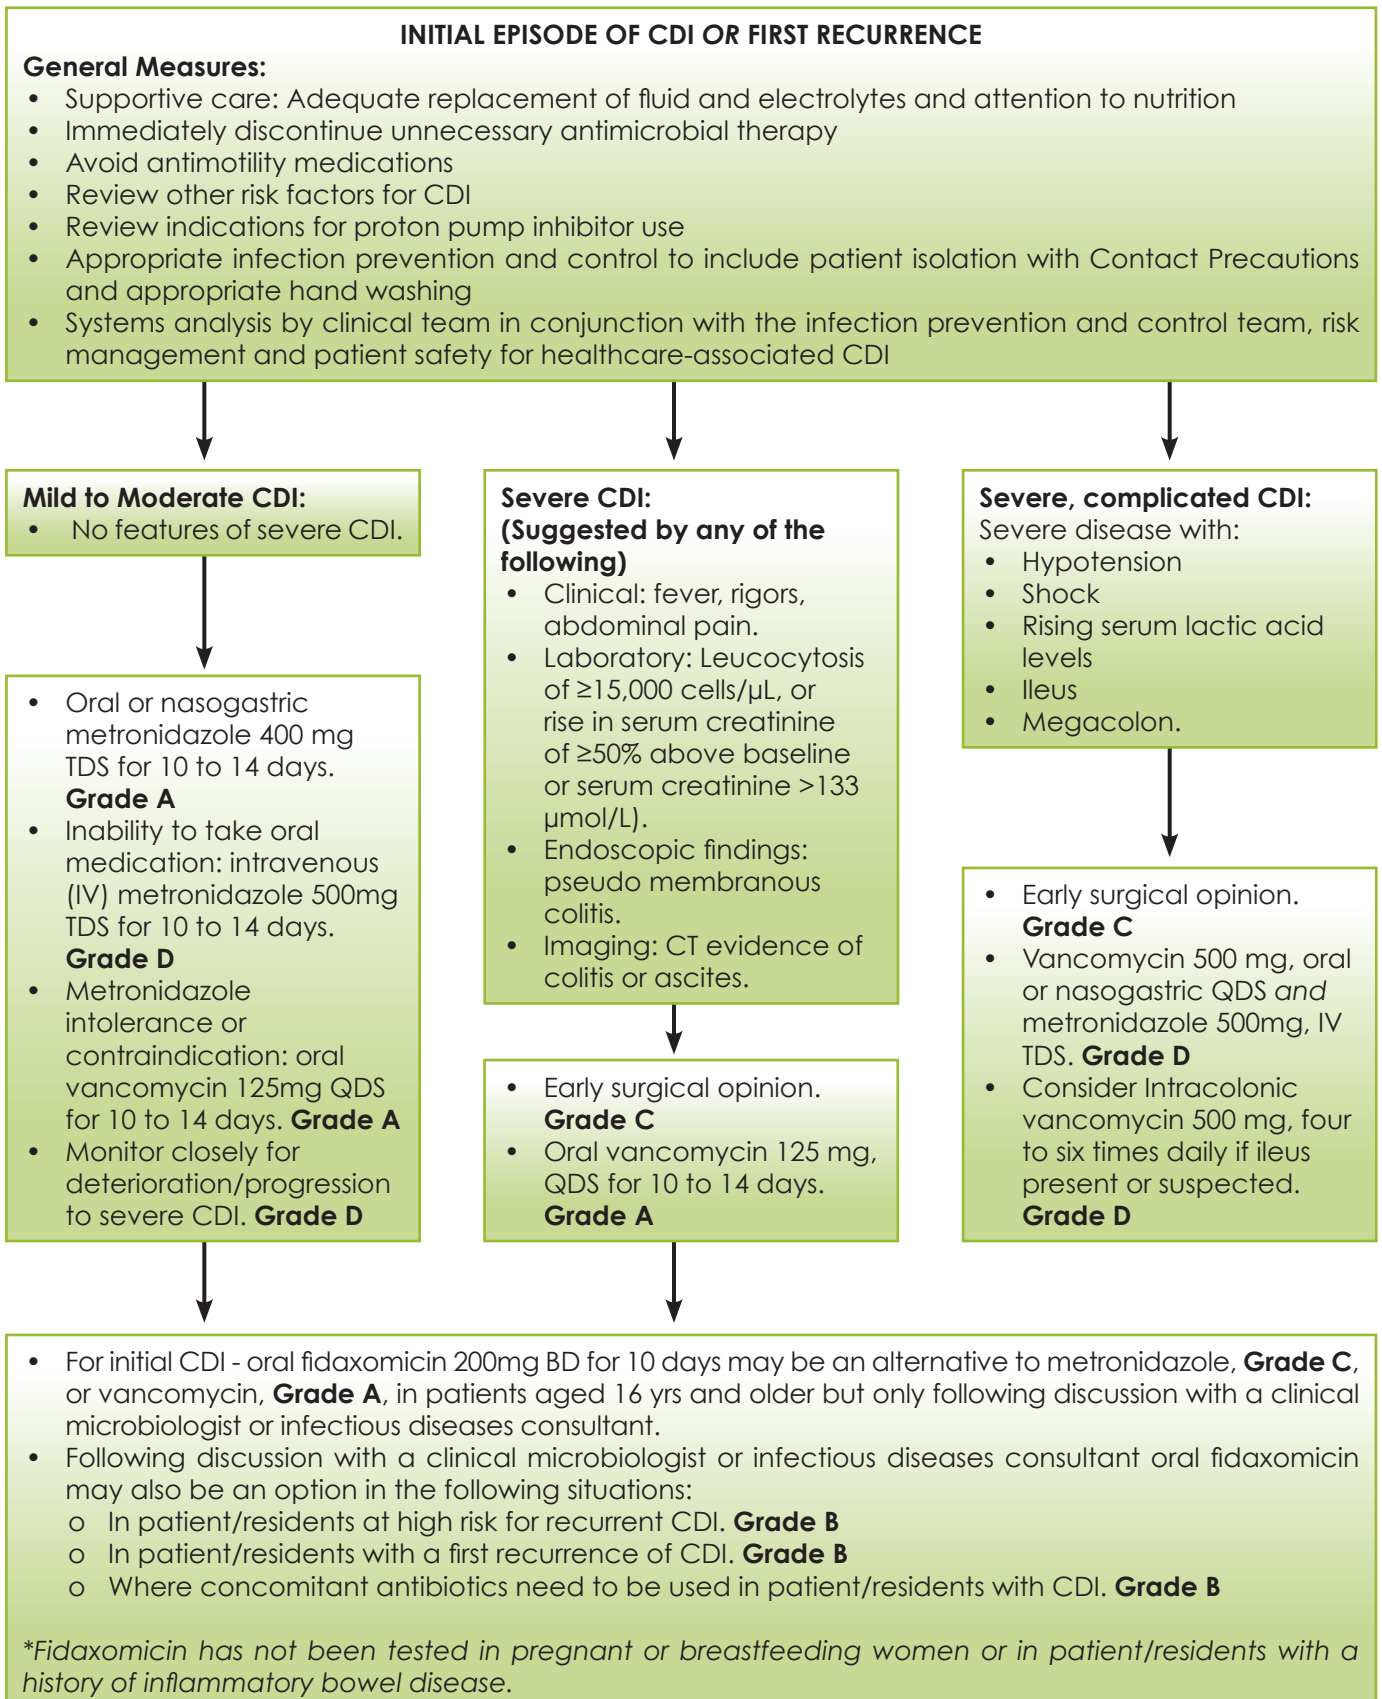 INITIAL EPISODE OF CDI OR FIRST RECURRENCE
General Measures:
• Supportive care: Adequate replacement of fluid and electrolytes and attention to nutrition
• Immediately discontinue unnecessary antimicrobial therapy
• Avoid antimotility medications
• Review other risk factors for CDI
• Review indications for proton pump inhibitor use
• Appropriate infection prevention and control to include patient isolation with Contact Precautions
and appropriate hand washing
• Systems analysis by clinical team in conjunction with the infection prevention and control team, risk
management and patient safety for healthcare-associated CDI
Mild to Moderate CDI:
• No features of severe CDI.
• Oral or nasogastric
metronidazole 400 mg
TDS for 10 to 14 days.
Grade A
• Inability to take oral
medication: intravenous
(IV) metronidazole 500mg
TDS for 10 to 14 days.
Grade D
• Metronidazole
intolerance or
contraindication: oral
vancomycin 125mg QDS
for 10 to 14 days. Grade A
• Monitor closely for
deterioration/progression
to severe CDI. Grade D
Severe CDI:
(Suggested by any of the
following)
• Clinical: fever, rigors,
abdominal pain.
• Laboratory: Leucocytosis
of ≥15,000 cells/µL, or
rise in serum creatinine
of ≥50% above baseline
or serum creatinine >133
µmol/L).
• Endoscopic findings:
pseudo membranous
colitis.
• Imaging: CT evidence of
colitis or ascites.
• Early surgical opinion.
Grade C
• Oral vancomycin 125 mg,
QDS for 10 to 14 days.
Grade A
Severe, complicated CDI:
Severe disease with:
• Hypotension
• Shock
• Rising serum lactic acid
levels
• Ileus
• Megacolon.
• Early surgical opinion.
Grade C
• Vancomycin 500 mg, oral
or nasogastric QDS and
metronidazole 500mg, IV
TDS. Grade D
• Consider Intracolonic
vancomycin 500 mg, four
to six times daily if ileus
present or suspected.
Grade D
• For initial CDI - oral fidaxomicin 200mg BD for 10 days may be an alternative to metronidazole, Grade C,
or vancomycin, Grade A, in patients aged 16 yrs and older but only following discussion with a clinical
microbiologist or infectious diseases consultant.
• Following discussion with a clinical microbiologist or infectious diseases consultant oral fidaxomicin
may also be an option in the following situations:
o In patient/residents at high risk for recurrent CDI. Grade B
o In patient/residents with a first recurrence of CDI. Grade B
o Where concomitant antibiotics need to be used in patient/residents with CDI. Grade B
*Fidaxomicin has not been tested in pregnant or breastfeeding women or in patient/residents with a
history of inflammatory bowel disease.